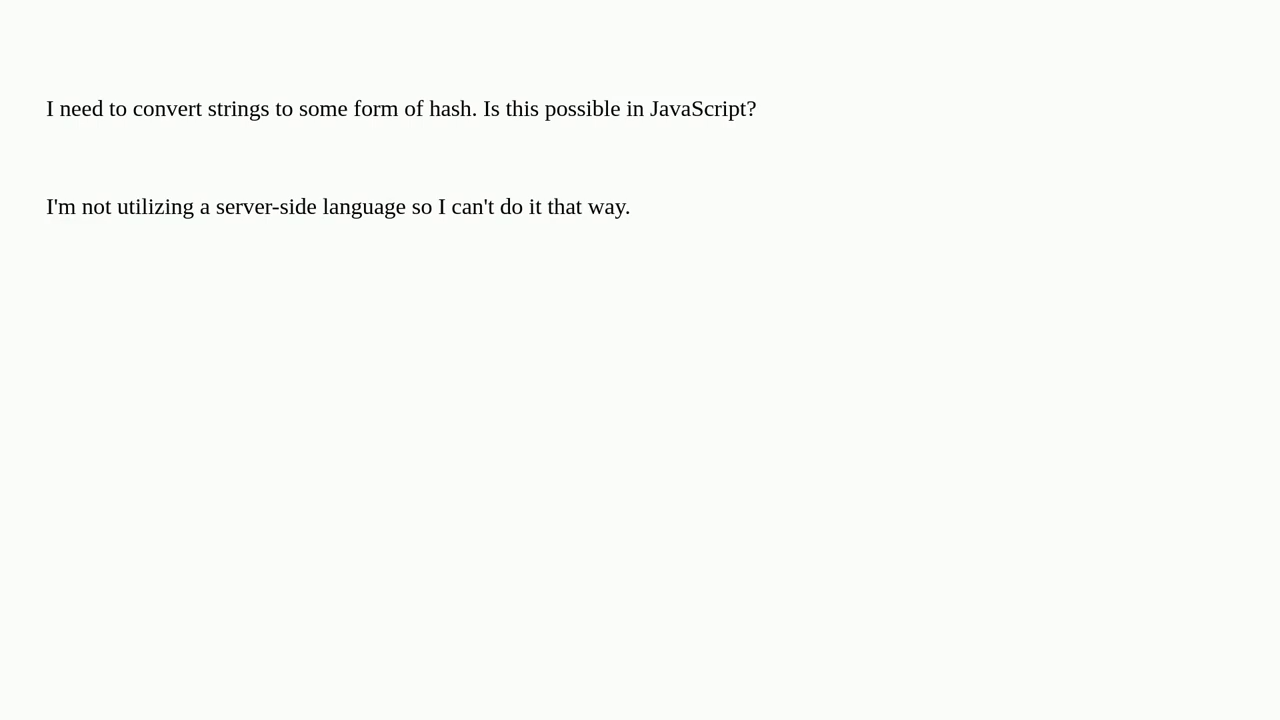 I need to convert strings to some form of hash. Is this possible in JavaScript?
I'm not utilizing a server-side language so I can't do it that way.